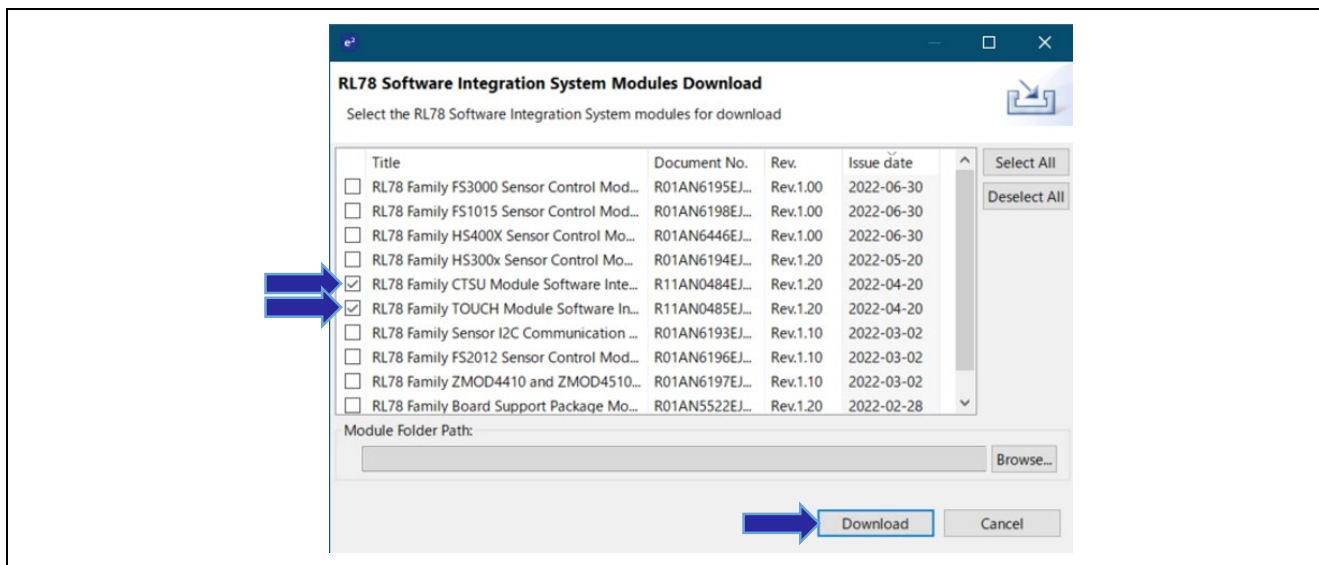 e²
RL78 Software Integration System Modules Download
Select the RL78 Software Integration System modules for download
Title Document No. Rev. Issue date
RL78 Family FS3000 Sensor Control Mod... R01AN6195EJ... Rev.1.00 2022-06-30
RL78 Family FS1015 Sensor Control Mod... R01AN6198EJ... Rev.1.00 2022-06-30
RL78 Family HS400X Sensor Control Mo... R01AN6446EJ... Rev.1.00 2022-06-30
RL78 Family HS300x Sensor Control Mo... R01AN6194EJ... Rev.1.20 2022-05-20
RL78 Family CTSU Module Software Inte... R11AN0484EJ... Rev.1.20 2022-04-20
RL78 Family TOUCH Module Software In... R11AN0485EJ... Rev.1.20 2022-04-20
RL78 Family Sensor I2C Communication ... R01AN6193EJ... Rev.1.10 2022-03-02
RL78 Family FS2012 Sensor Control Mod... R01AN6196EJ... Rev.1.10 2022-03-02
RL78 Family ZMOD4410 and ZMOD4510... R01AN6197EJ... Rev.1.10 2022-03-02
RL78 Family Board Support Package Mo... R01AN5522EJ... Rev.1.20 2022-02-28
Select All
Deselect All
Module Folder Path:
Browse...
Download Cancel